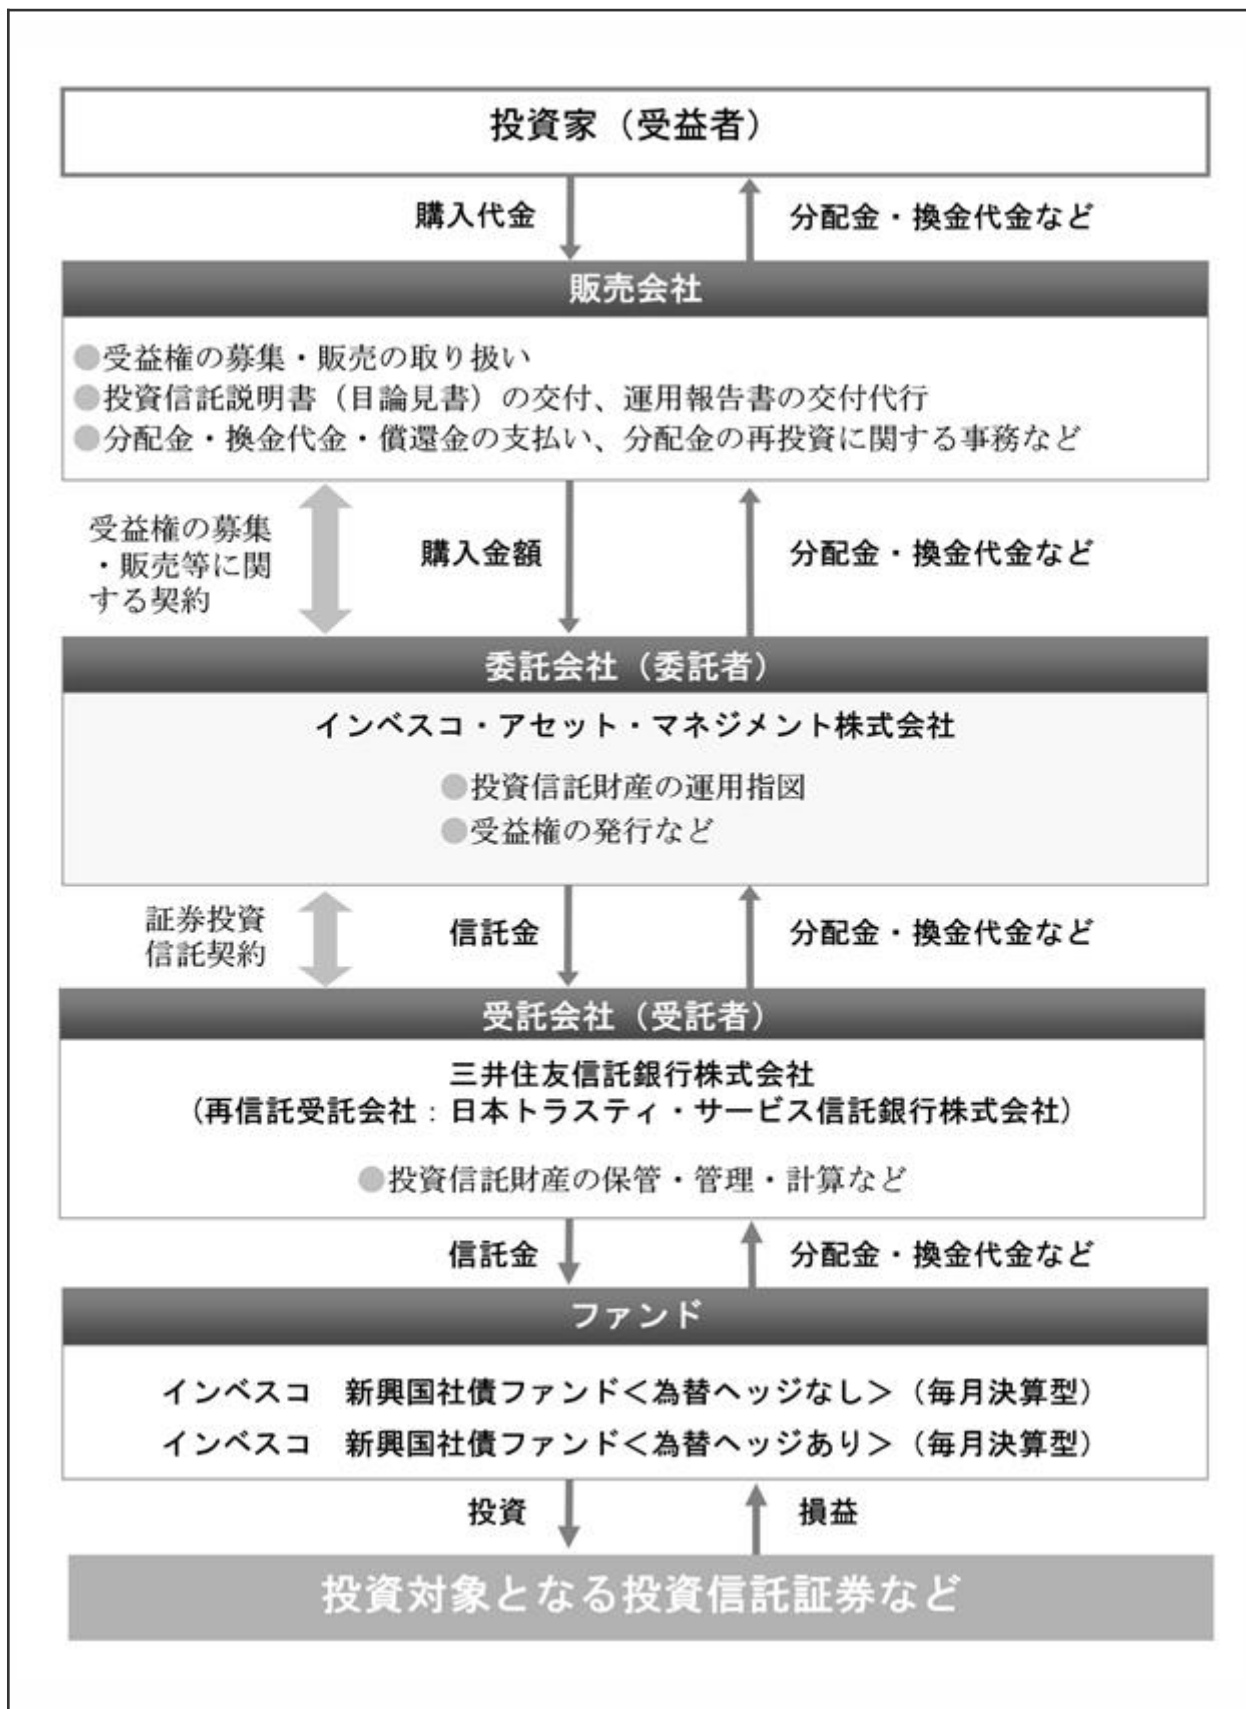 投資家（受益者）
購入代金
分配金・換金代金など
販売会社
●受益権の募集・販売の取り扱い
●投資信託説明書（目論見書）の交付、運用報告書の交付代行
●分配金・換金代金・償還金の支払い、分配金の再投資に関する事務など
受益権の募集
・販売等に関
する契約
購入金額
分配金・換金代金など
委託会社（委託者）
インベスコ・アセット・マネジメント株式会社
●投資信託財産の運用指図
●受益権の発行など
証券投資
信託契約
信託金
分配金・換金代金など
受託会社（受託者）
三井住友信託銀行株式会社
（再信託受託会社：日本トラスティ・サービス信託銀行株式会社）
●投資信託財産の保管・管理・計算など
信託金
分配金・換金代金など
ファンド
インベスコ　新興国社債ファンド＜為替ヘッジなし＞（毎月決算型）
インベスコ　新興国社債ファンド＜為替ヘッジあり＞（毎月決算型）
投資
損益
投資対象となる投資信託証券など